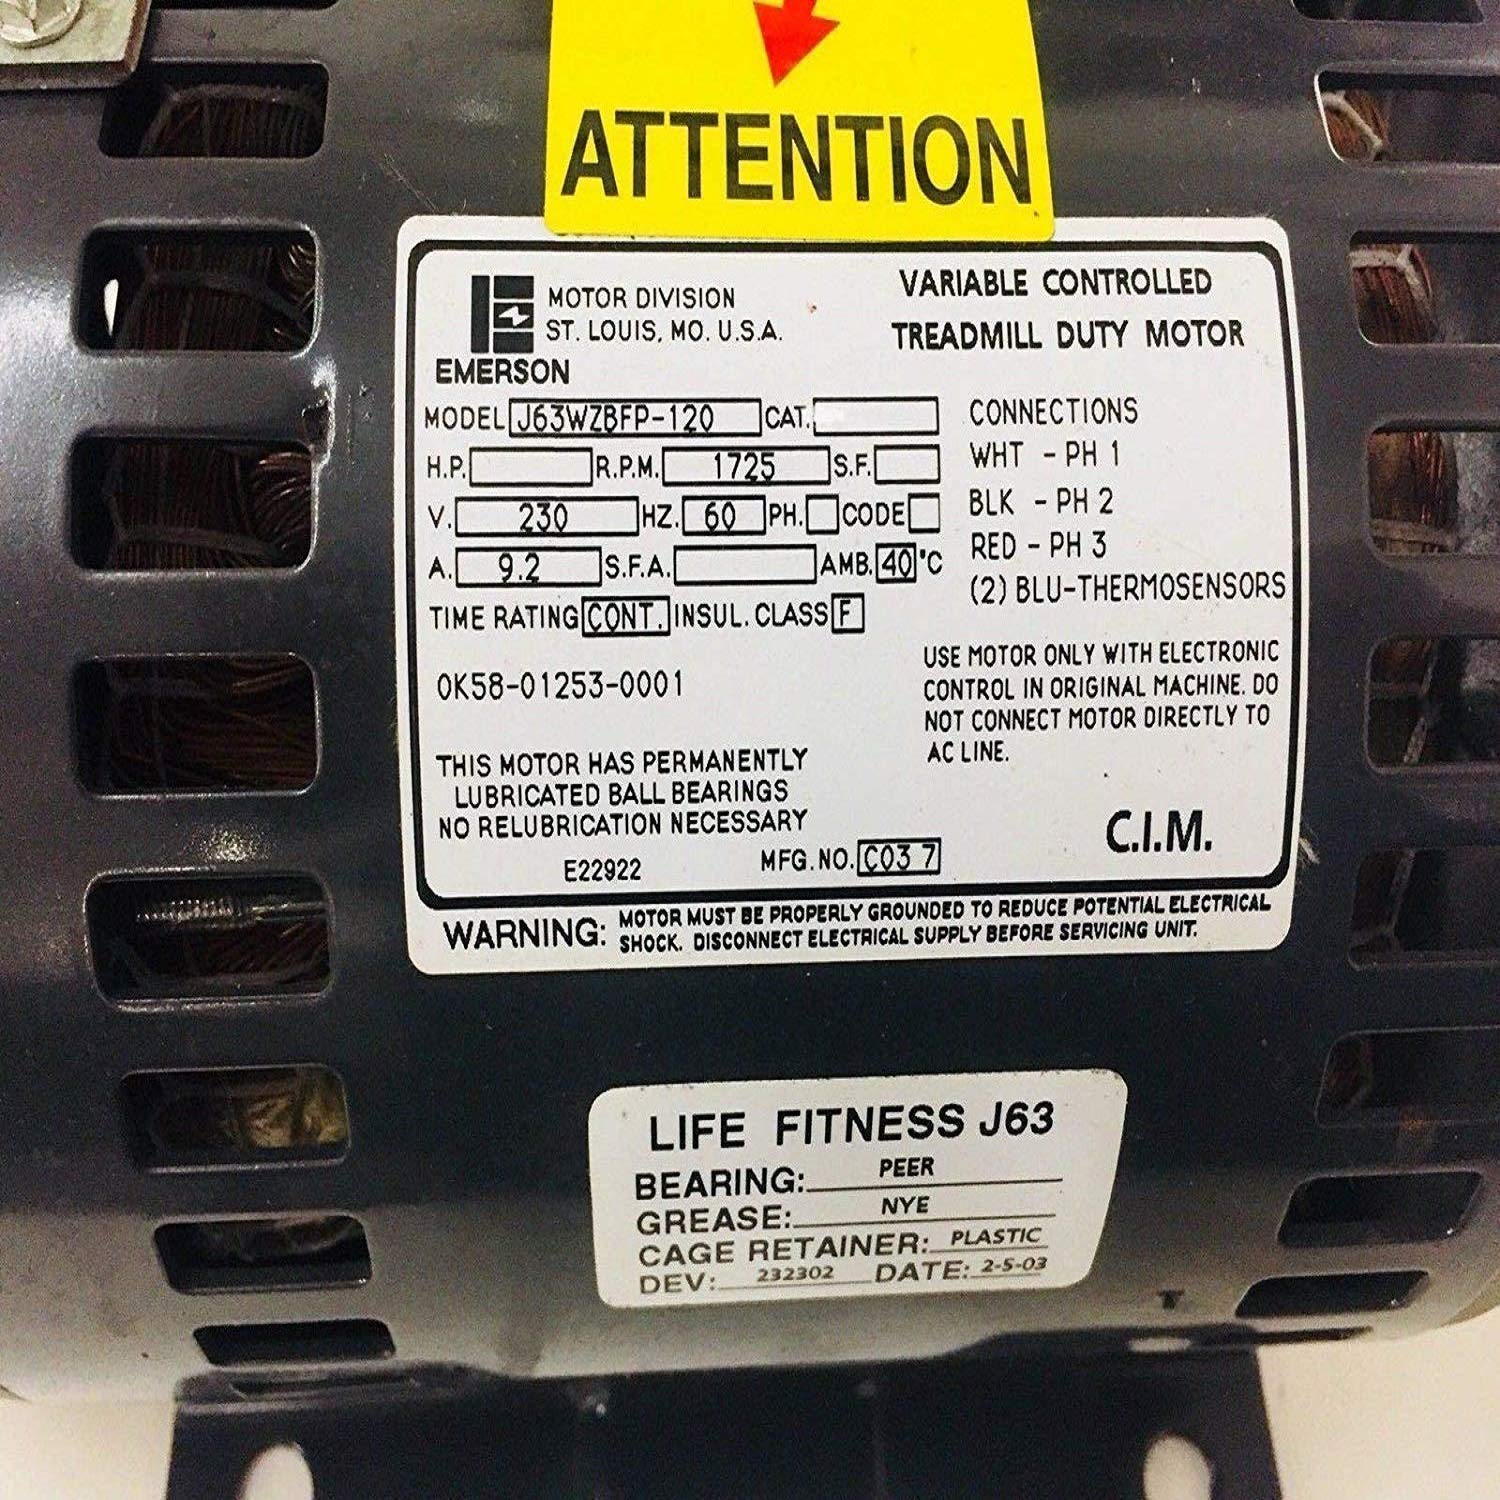 ATTENTION
MOTOR DIVISION
ST. LOUIS, MO. U.S.A.
EMERSON
VARIABLE CONTROLLED
TREADMILL DUTY MOTOR
MODEL J63WZBFP-120 CAT.
H.P. R.P.M. 1725 S.F.
V. 230 HZ. 60 PH. CODE
A. 9.2 S.F.A. AMB. 40 °C
TIME RATING CONT. INSUL. CLASS F
CONNECTIONS
WHT - PH 1
BLK - PH 2
RED - PH 3
(2) BLU-THERMOSENSORS
0K58-01253-0001
USE MOTOR ONLY WITH ELECTRONIC
CONTROL IN ORIGINAL MACHINE. DO
NOT CONNECT MOTOR DIRECTLY TO
AC LINE.
THIS MOTOR HAS PERMANENTLY
LUBRICATED BALL BEARINGS
NO RELUBRICATION NECESSARY
E22922
MFG. NO. C03 7
C.I.M.
WARNING: MOTOR MUST BE PROPERLY GROUNDED TO REDUCE POTENTIAL ELECTRICAL
SHOCK. DISCONNECT ELECTRICAL SUPPLY BEFORE SERVICING UNIT.
LIFE FITNESS J63
BEARING: PEER
GREASE: NYE
CAGE RETAINER: PLASTIC
DEV: 232302 DATE: 2-5-03
T